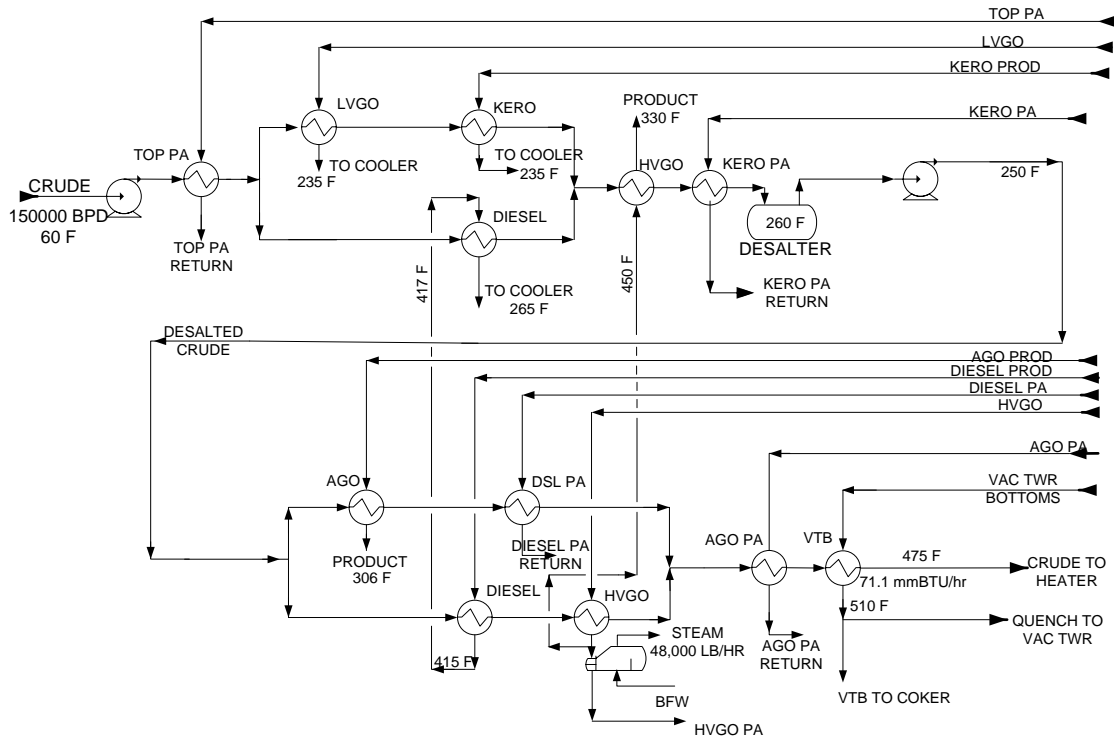 TOP PA
LVGO
KERO PROD
LVGO
KERO
PRODUCT
330 F
KERO PA
TOP PA
TO COOLER
235 F
TO COOLER
235 F
HVGO
KERO PA
250 F
CRUDE
150000 BPD
60 F
DIESEL
260 F
DESALTER
TOP PA
RETURN
417 F
TO COOLER
265 F
450 F
KERO PA
RETURN
DESALTED
CRUDE
AGO PROD
DIESEL PROD
DIESEL PA
HVGO
AGO PA
AGO
DSL PA
VAC TWR
BOTTOMS
PRODUCT
306 F
DIESEL PA
RETURN
AGO PA
VTB
475 F
71.1 mmBTU/hr
CRUDE TO
HEATER
DIESEL
HVGO
510 F
QUENCH TO
VAC TWR
415 F
STEAM
48,000 LB/HR
AGO PA
RETURN
BFW
VTB TO COKER
HVGO PA